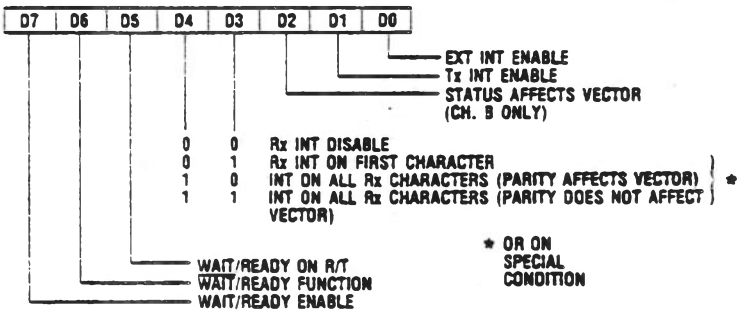 D7 D6 D5 D4 D3 D2 D1 D0
EXT INT ENABLE
Tx INT ENABLE
STATUS AFFECTS VECTOR
(CH. B ONLY)
0 0 Rx INT DISABLE
0 1 Rx INT ON FIRST CHARACTER
1 0 INT ON ALL Rx CHARACTERS (PARITY AFFECTS VECTOR) *
1 1 INT ON ALL Rx CHARACTERS (PARITY DOES NOT AFFECT
VECTOR)
* OR ON
SPECIAL
CONDITION
WAIT/READY ON R/T
WAIT/READY FUNCTION
WAIT/READY ENABLE